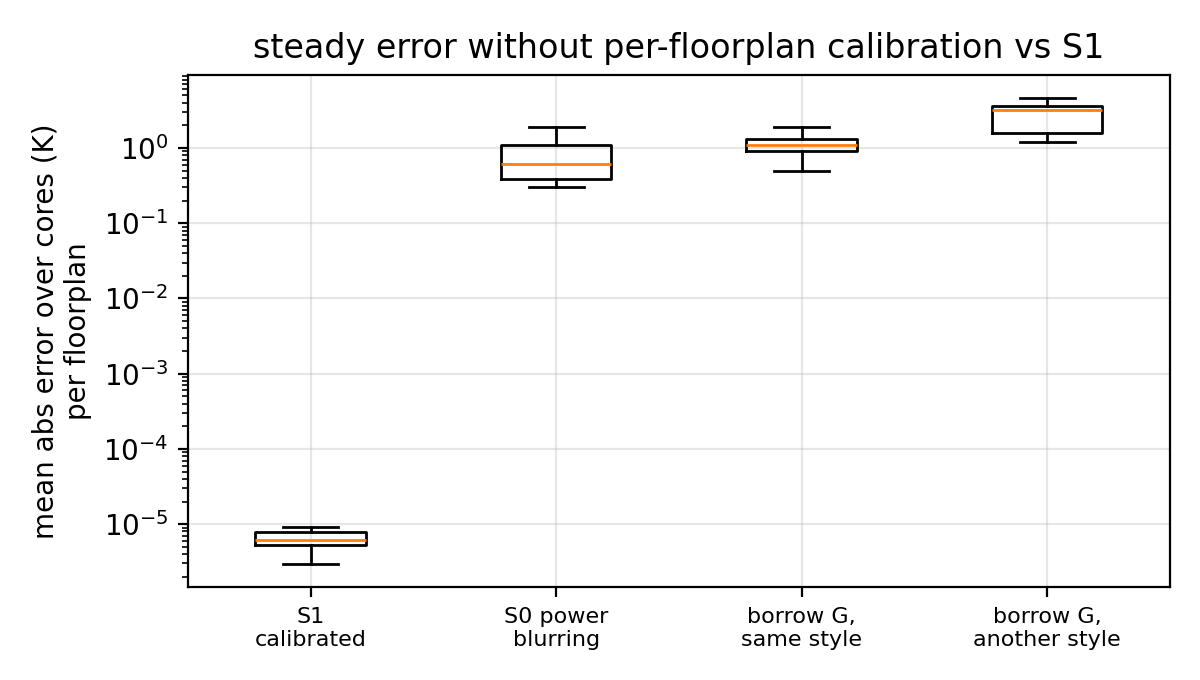 steady error without per-floorplan calibration vs S1
mean abs error over cores (K)
per floorplan
10^0
10^-1
10^-2
10^-3
10^-4
10^-5
S1
calibrated
S0 power
blurring
borrow G,
same style
borrow G,
another style